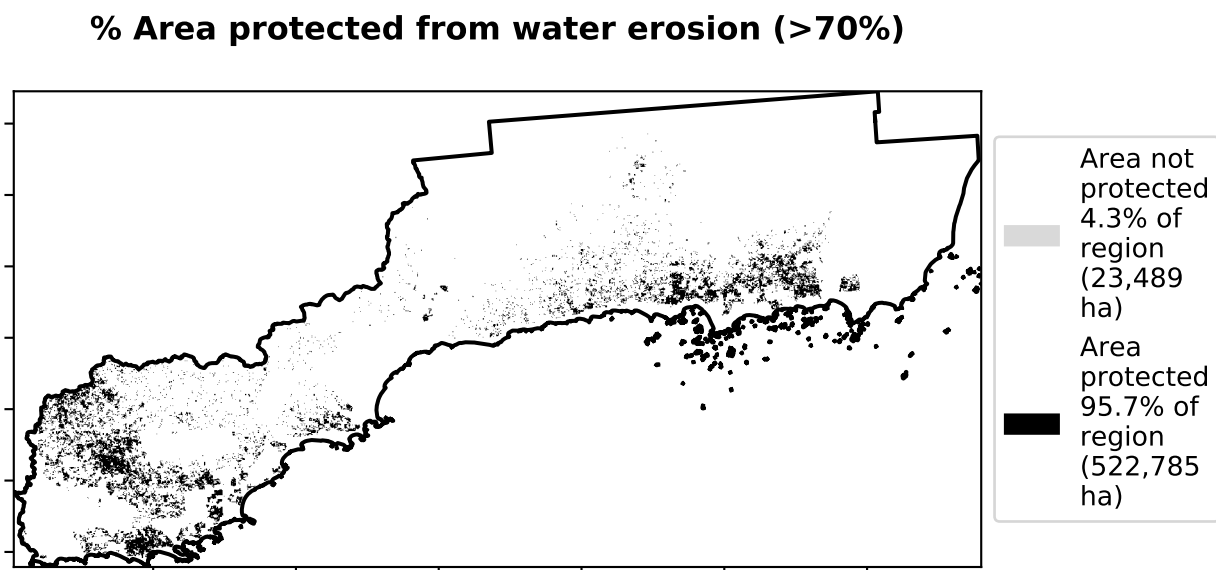 % Area protected from water erosion (>70%)
Area not
protected
4.3% of
region
(23,489
ha)
Area
protected
95.7% of
region
(522,785
ha)